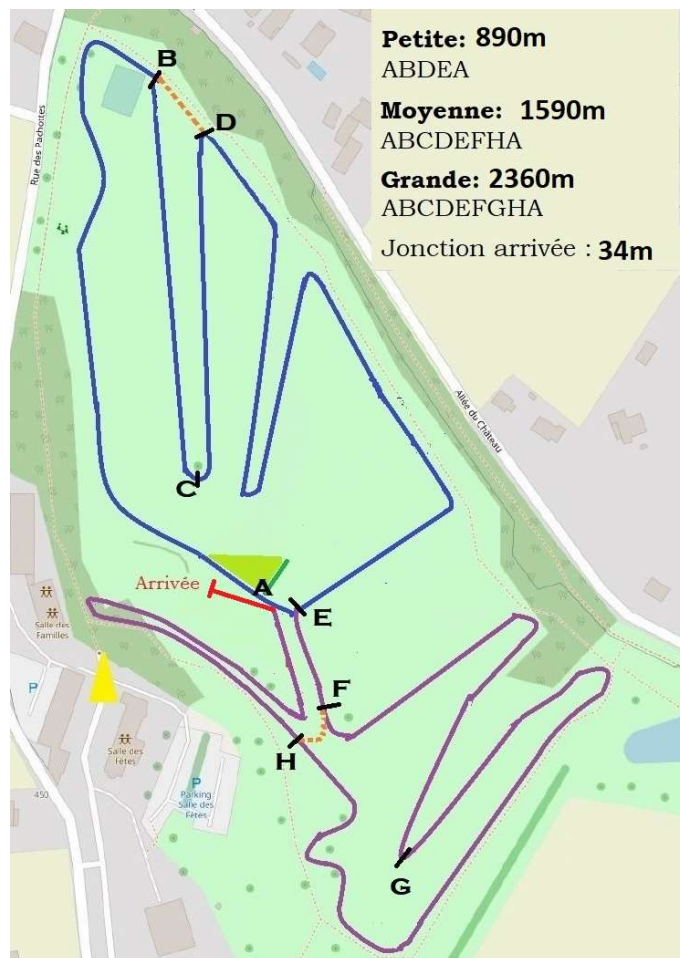 Petite: 890m
ABDEA
Moyenne: 1590m
ABCDEFHA
Grande: 2360m
ABCDEFGHA
Jonction arrivée : 34m
B
D
Rue des Pachottes
Allée du Château
C
Arrivée
A
E
Salle des
Familles
P
F
Salle des
Fêtes
H
450
P
Parking
Salle des
Fêtes
G